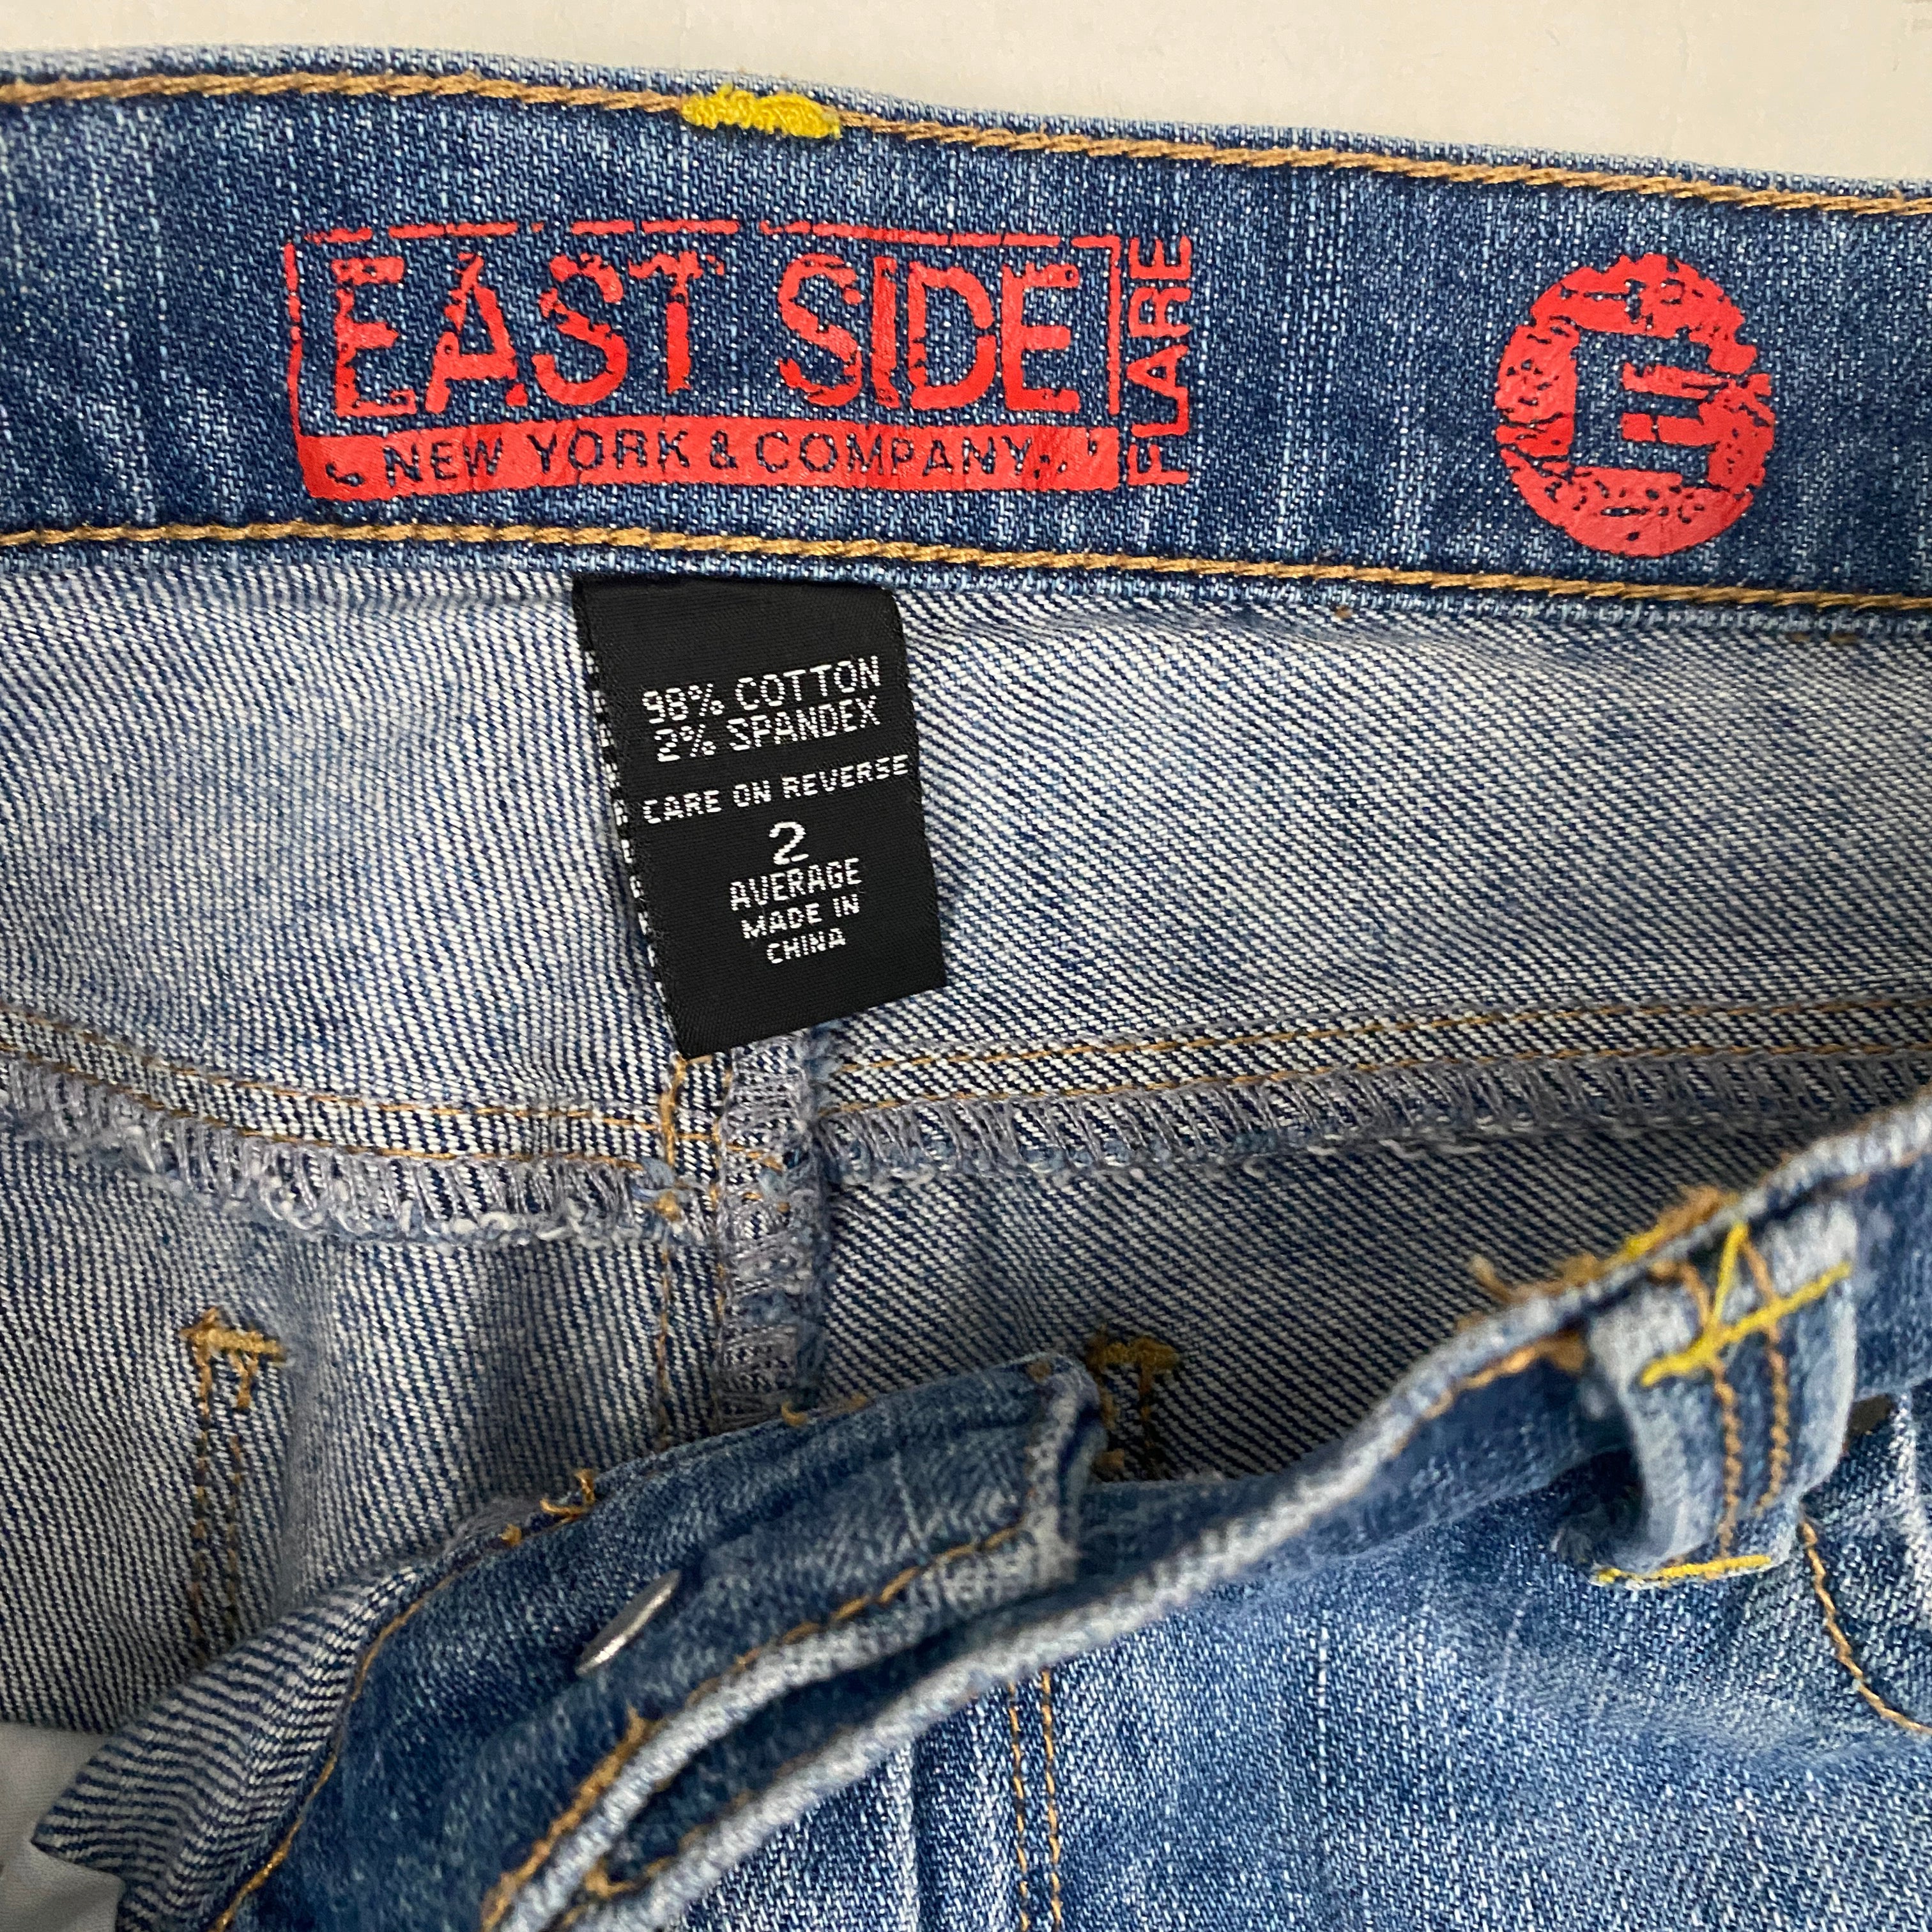 EAST SIDE
NEW YORK & COMPANY
FLARE
E
98% COTTON
2% SPANDEX
CARE ON REVERSE
2
AVERAGE
MADE IN
CHINA